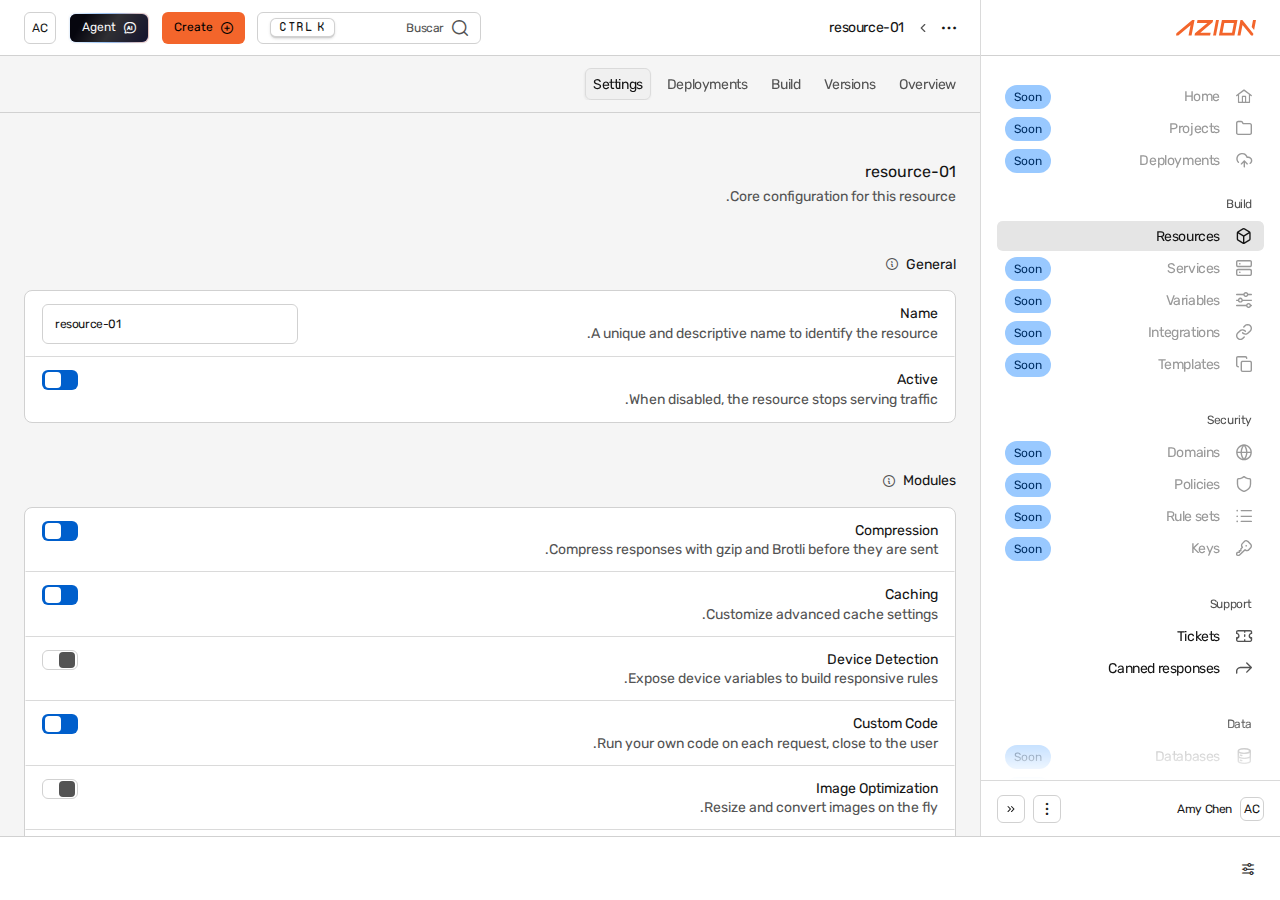 AZION
resource-01
Buscar
CTRL K
Create
Agent
AC
Settings
Deployments
Build
Versions
Overview
resource-01
.Core configuration for this resource
General
Name
.A unique and descriptive name to identify the resource
resource-01
Active
.When disabled, the resource stops serving traffic
Modules
Compression
.Compress responses with gzip and Brotli before they are sent
Caching
.Customize advanced cache settings
Device Detection
.Expose device variables to build responsive rules
Custom Code
.Run your own code on each request, close to the user
Image Optimization
.Resize and convert images on the fly
Home
Soon
Projects
Soon
Deployments
Soon
Build
Resources
Services
Soon
Variables
Soon
Integrations
Soon
Templates
Soon
Security
Domains
Soon
Policies
Soon
Rule sets
Soon
Keys
Soon
Support
Tickets
Canned responses
Data
Databases
Soon
AC
Amy Chen